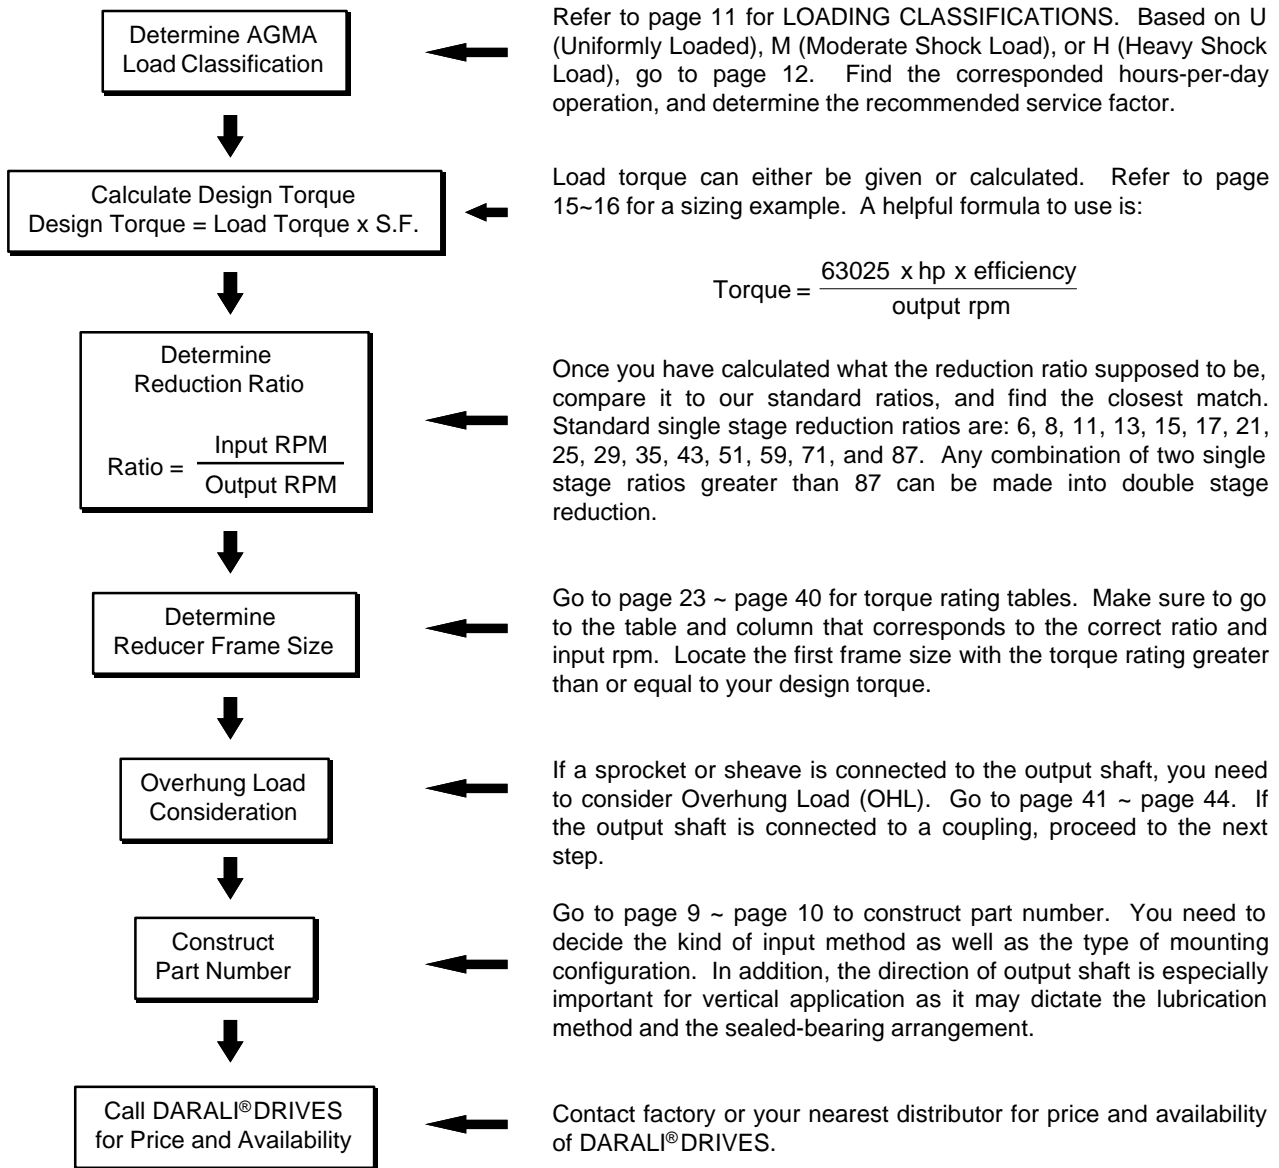 Determine AGMA
Load Classification
Refer to page 11 for LOADING CLASSIFICATIONS. Based on U
(Uniformly Loaded), M (Moderate Shock Load), or H (Heavy Shock
Load), go to page 12. Find the corresponded hours-per-day
operation, and determine the recommended service factor.
Calculate Design Torque
Design Torque = Load Torque x S.F.
Load torque can either be given or calculated. Refer to page
15~16 for a sizing example. A helpful formula to use is:
Torque = 63025 x hp x efficiency
output rpm
Determine
Reduction Ratio
Ratio = Input RPM
Output RPM
Once you have calculated what the reduction ratio supposed to be,
compare it to our standard ratios, and find the closest match.
Standard single stage reduction ratios are: 6, 8, 11, 13, 15, 17, 21,
25, 29, 35, 43, 51, 59, 71, and 87. Any combination of two single
stage ratios greater than 87 can be made into double stage
reduction.
Determine
Reducer Frame Size
Go to page 23 ~ page 40 for torque rating tables. Make sure to go
to the table and column that corresponds to the correct ratio and
input rpm. Locate the first frame size with the torque rating greater
than or equal to your design torque.
Overhung Load
Consideration
If a sprocket or sheave is connected to the output shaft, you need
to consider Overhung Load (OHL). Go to page 41 ~ page 44. If
the output shaft is connected to a coupling, proceed to the next
step.
Construct
Part Number
Go to page 9 ~ page 10 to construct part number. You need to
decide the kind of input method as well as the type of mounting
configuration. In addition, the direction of output shaft is especially
important for vertical application as it may dictate the lubrication
method and the sealed-bearing arrangement.
Call DARALI® DRIVES
for Price and Availability
Contact factory or your nearest distributor for price and availability
of DARALI® DRIVES.